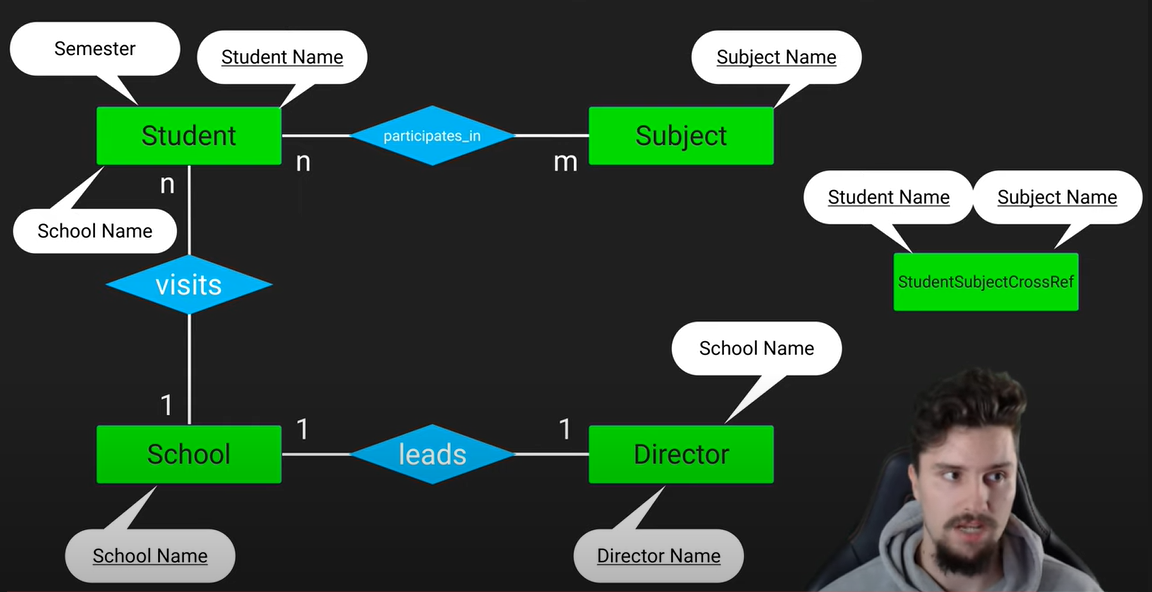 Semester
Student Name
Subject Name
Student
participates_in
Subject
n
n
m
Student Name
Subject Name
School Name
visits
StudentSubjectCrossRef
School Name
1
1
1
School
leads
Director
School Name
Director Name